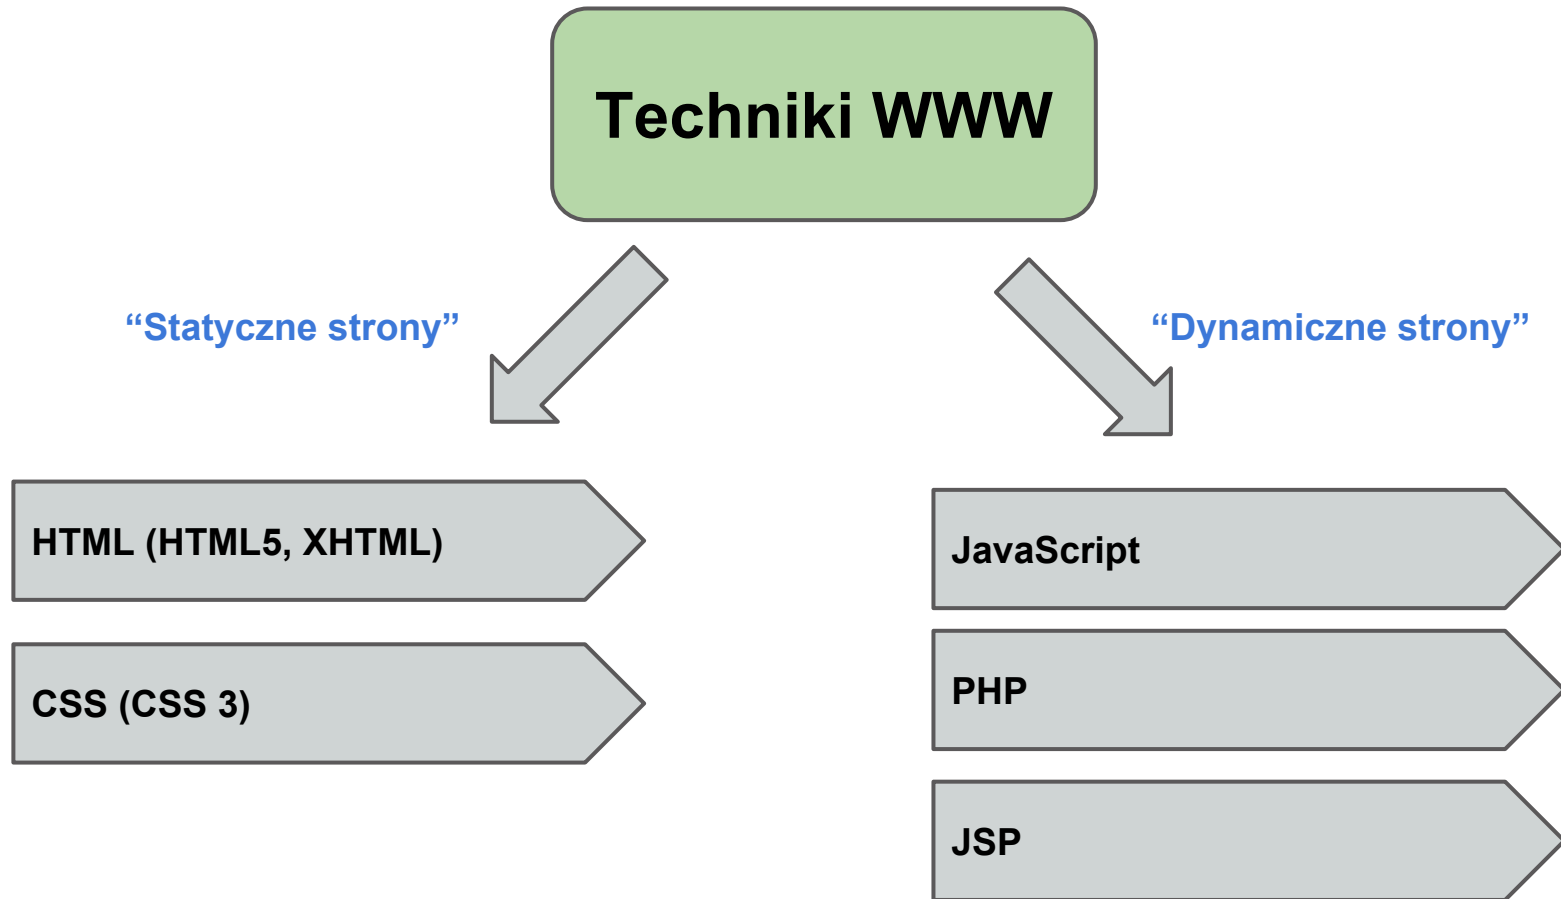 Techniki WWW
“Statyczne strony”
“Dynamiczne strony”
HTML (HTML5, XHTML)
CSS (CSS 3)
JavaScript
PHP
JSP